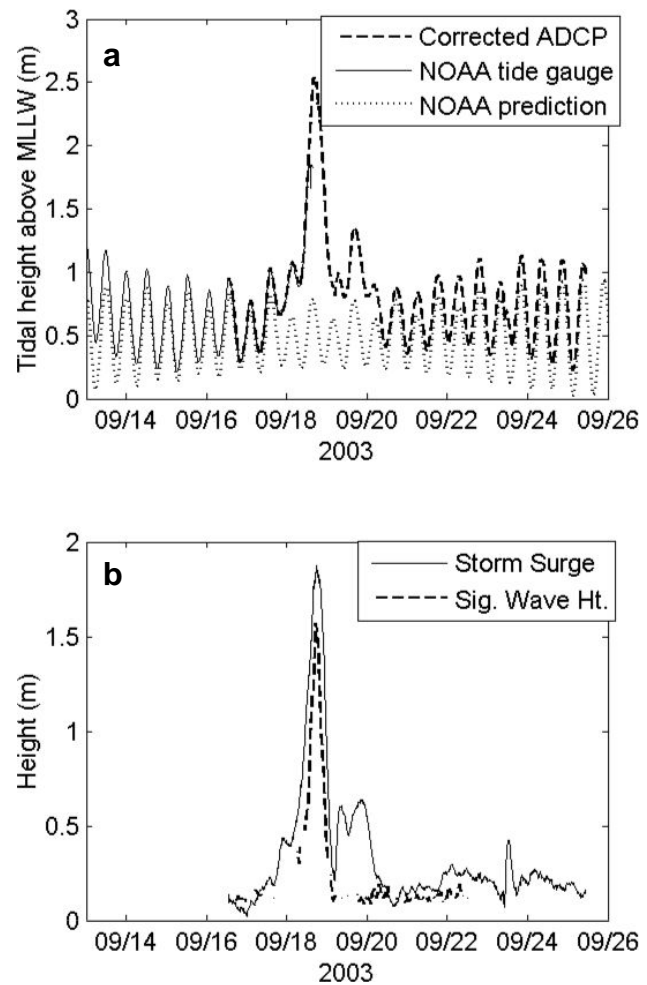 3
a
Corrected ADCP
NOAA tide gauge
NOAA prediction
2.5
2
1.5
1
0.5
0
Tidal height above MLLW (m)
09/14 09/16 09/18 09/20 09/22 09/24 09/26
2003
2
b
Storm Surge
Sig. Wave Ht.
1.5
1
0.5
0
Height (m)
09/14 09/16 09/18 09/20 09/22 09/24 09/26
2003